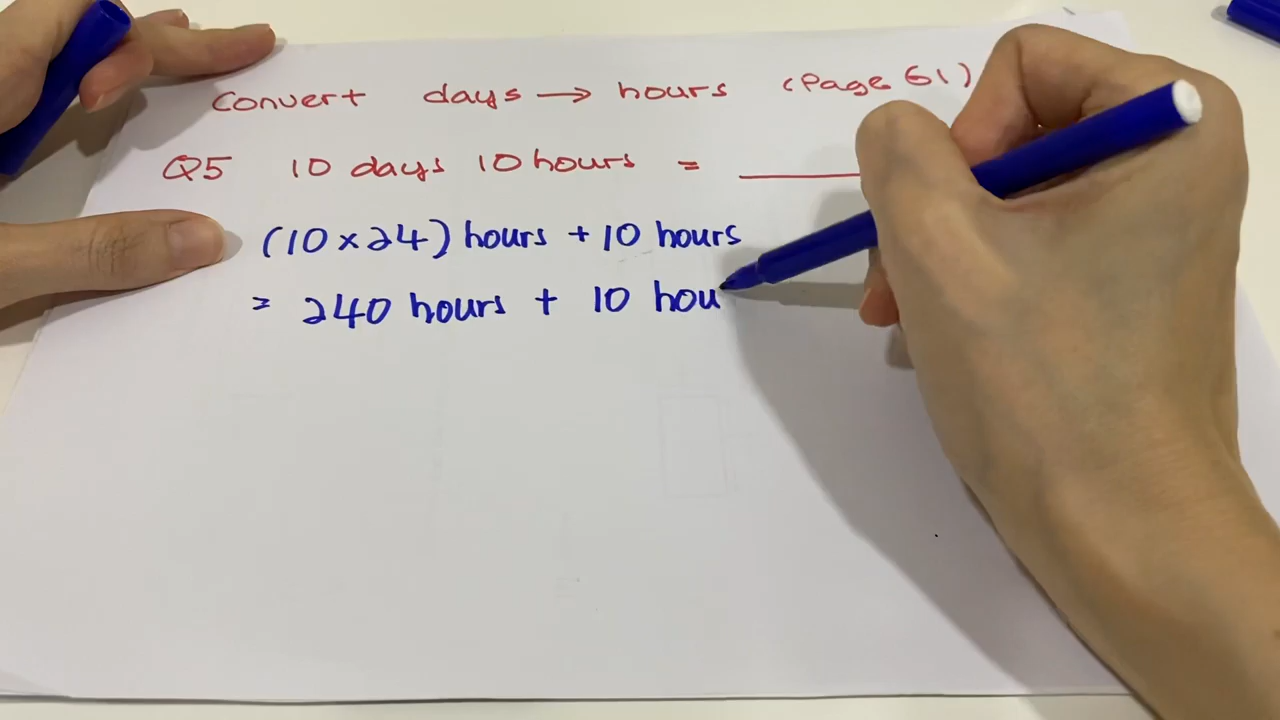 Convert days → hours (Page 61)
Q5 10 days 10 hours = ______
(10 × 24) hours + 10 hours
= 240 hours + 10 hou